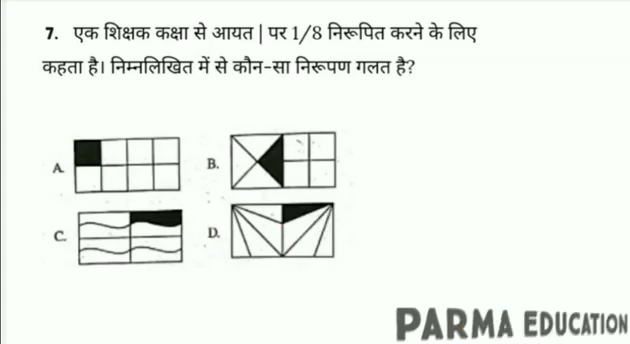 7. एक शिक्षक कक्षा से आयत | पर 1/8 निरूपित करने के लिए
कहता है। निम्नलिखित में से कौन-सा निरूपण गलत है?
A.
B.
C.
D.
PARMA EDUCATION